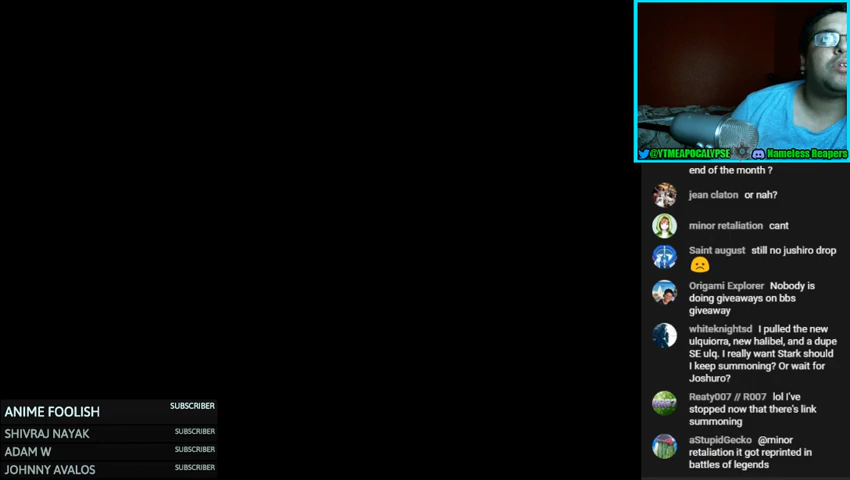 @YTMEAPOCALYPSE Nameless Reapers
end of the month ?
jean claton or nah?
minor retaliation cant
Saint august still no jushiro drop
Origami Explorer Nobody is
doing giveaways on bbs
giveaway
whiteknightsd I pulled the new
ulquiorra, new halibel, and a dupe
SE ulq. I really want Stark should
I keep summoning? Or wait for
Joshuro?
Reaty007 // R007 lol I've
stopped now that there's link
summoning
aStupidGecko @minor
retaliation it got reprinted in
battles of legends
ANIME FOOLISH SUBSCRIBER
SHIVRAJ NAYAK SUBSCRIBER
ADAM W SUBSCRIBER
JOHNNY AVALOS SUBSCRIBER